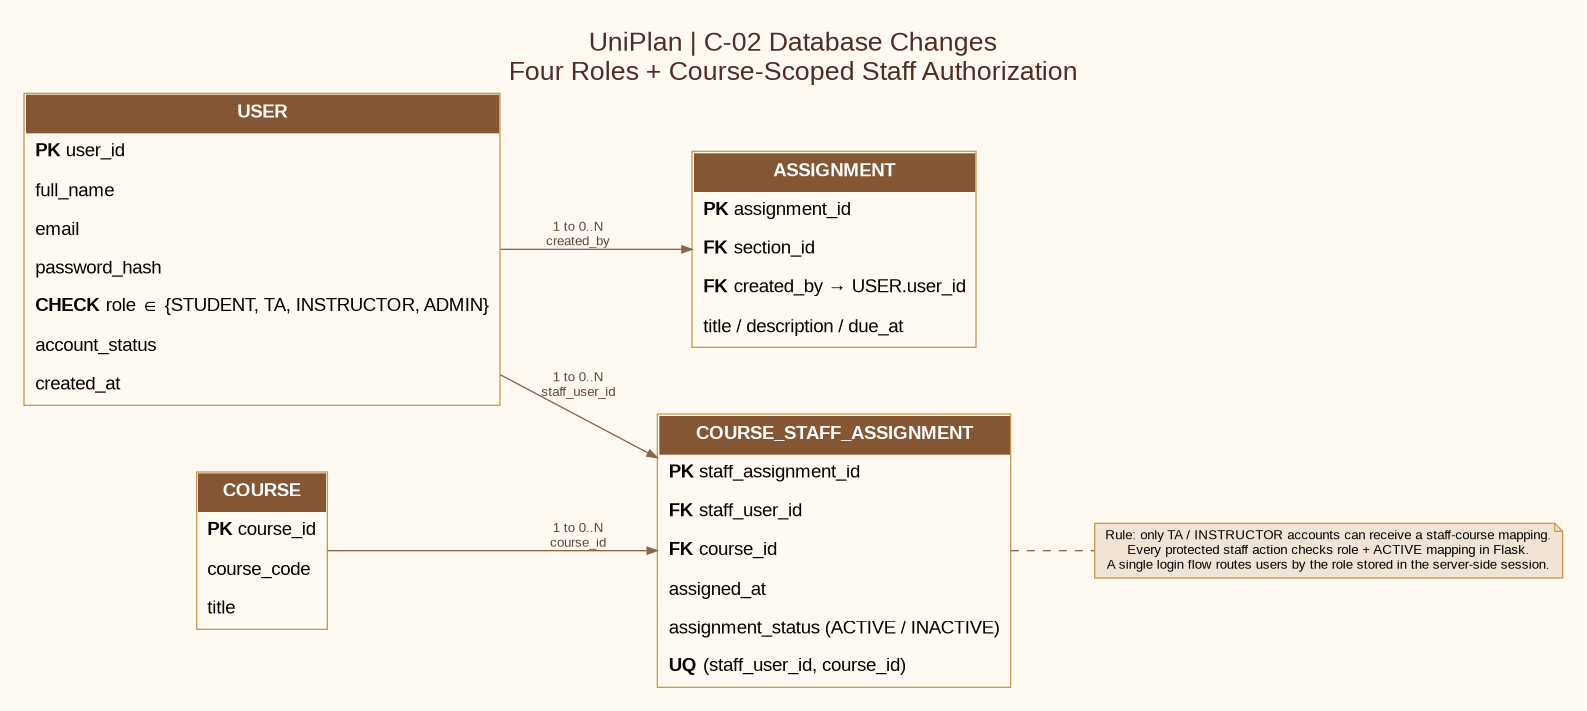 UniPlan | C-02 Database Changes
Four Roles + Course-Scoped Staff Authorization
USER
PK user_id
full_name
email
password_hash
CHECK role ∈ {STUDENT, TA, INSTRUCTOR, ADMIN}
account_status
created_at
1 to 0..N
created_by
ASSIGNMENT
PK assignment_id
FK section_id
FK created_by → USER.user_id
title / description / due_at
1 to 0..N
staff_user_id
COURSE
PK course_id
course_code
title
1 to 0..N
course_id
COURSE_STAFF_ASSIGNMENT
PK staff_assignment_id
FK staff_user_id
FK course_id
assigned_at
assignment_status (ACTIVE / INACTIVE)
UQ (staff_user_id, course_id)
Rule: only TA / INSTRUCTOR accounts can receive a staff-course mapping.
Every protected staff action checks role + ACTIVE mapping in Flask.
A single login flow routes users by the role stored in the server-side session.